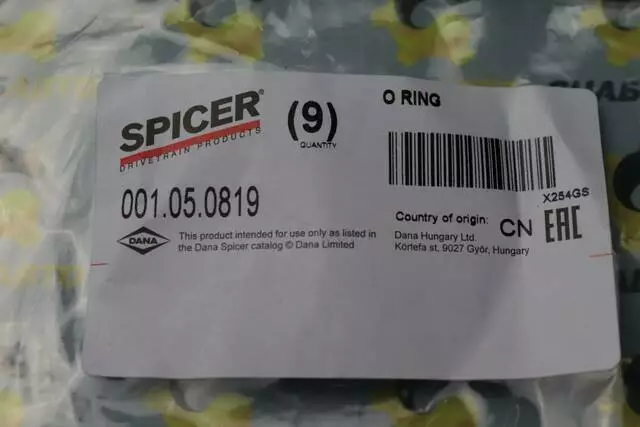 SPICER®
DRIVETRAIN PRODUCTS
(9)
QUANTITY
O RING
X254GS
001.05.0819
Country of origin: CN
EAC
DANA
This product intended for use only as listed in
the Dana Spicer catalog © Dana Limited
Dana Hungary Ltd.
Kortefa st, 9027 Győr, Hungary